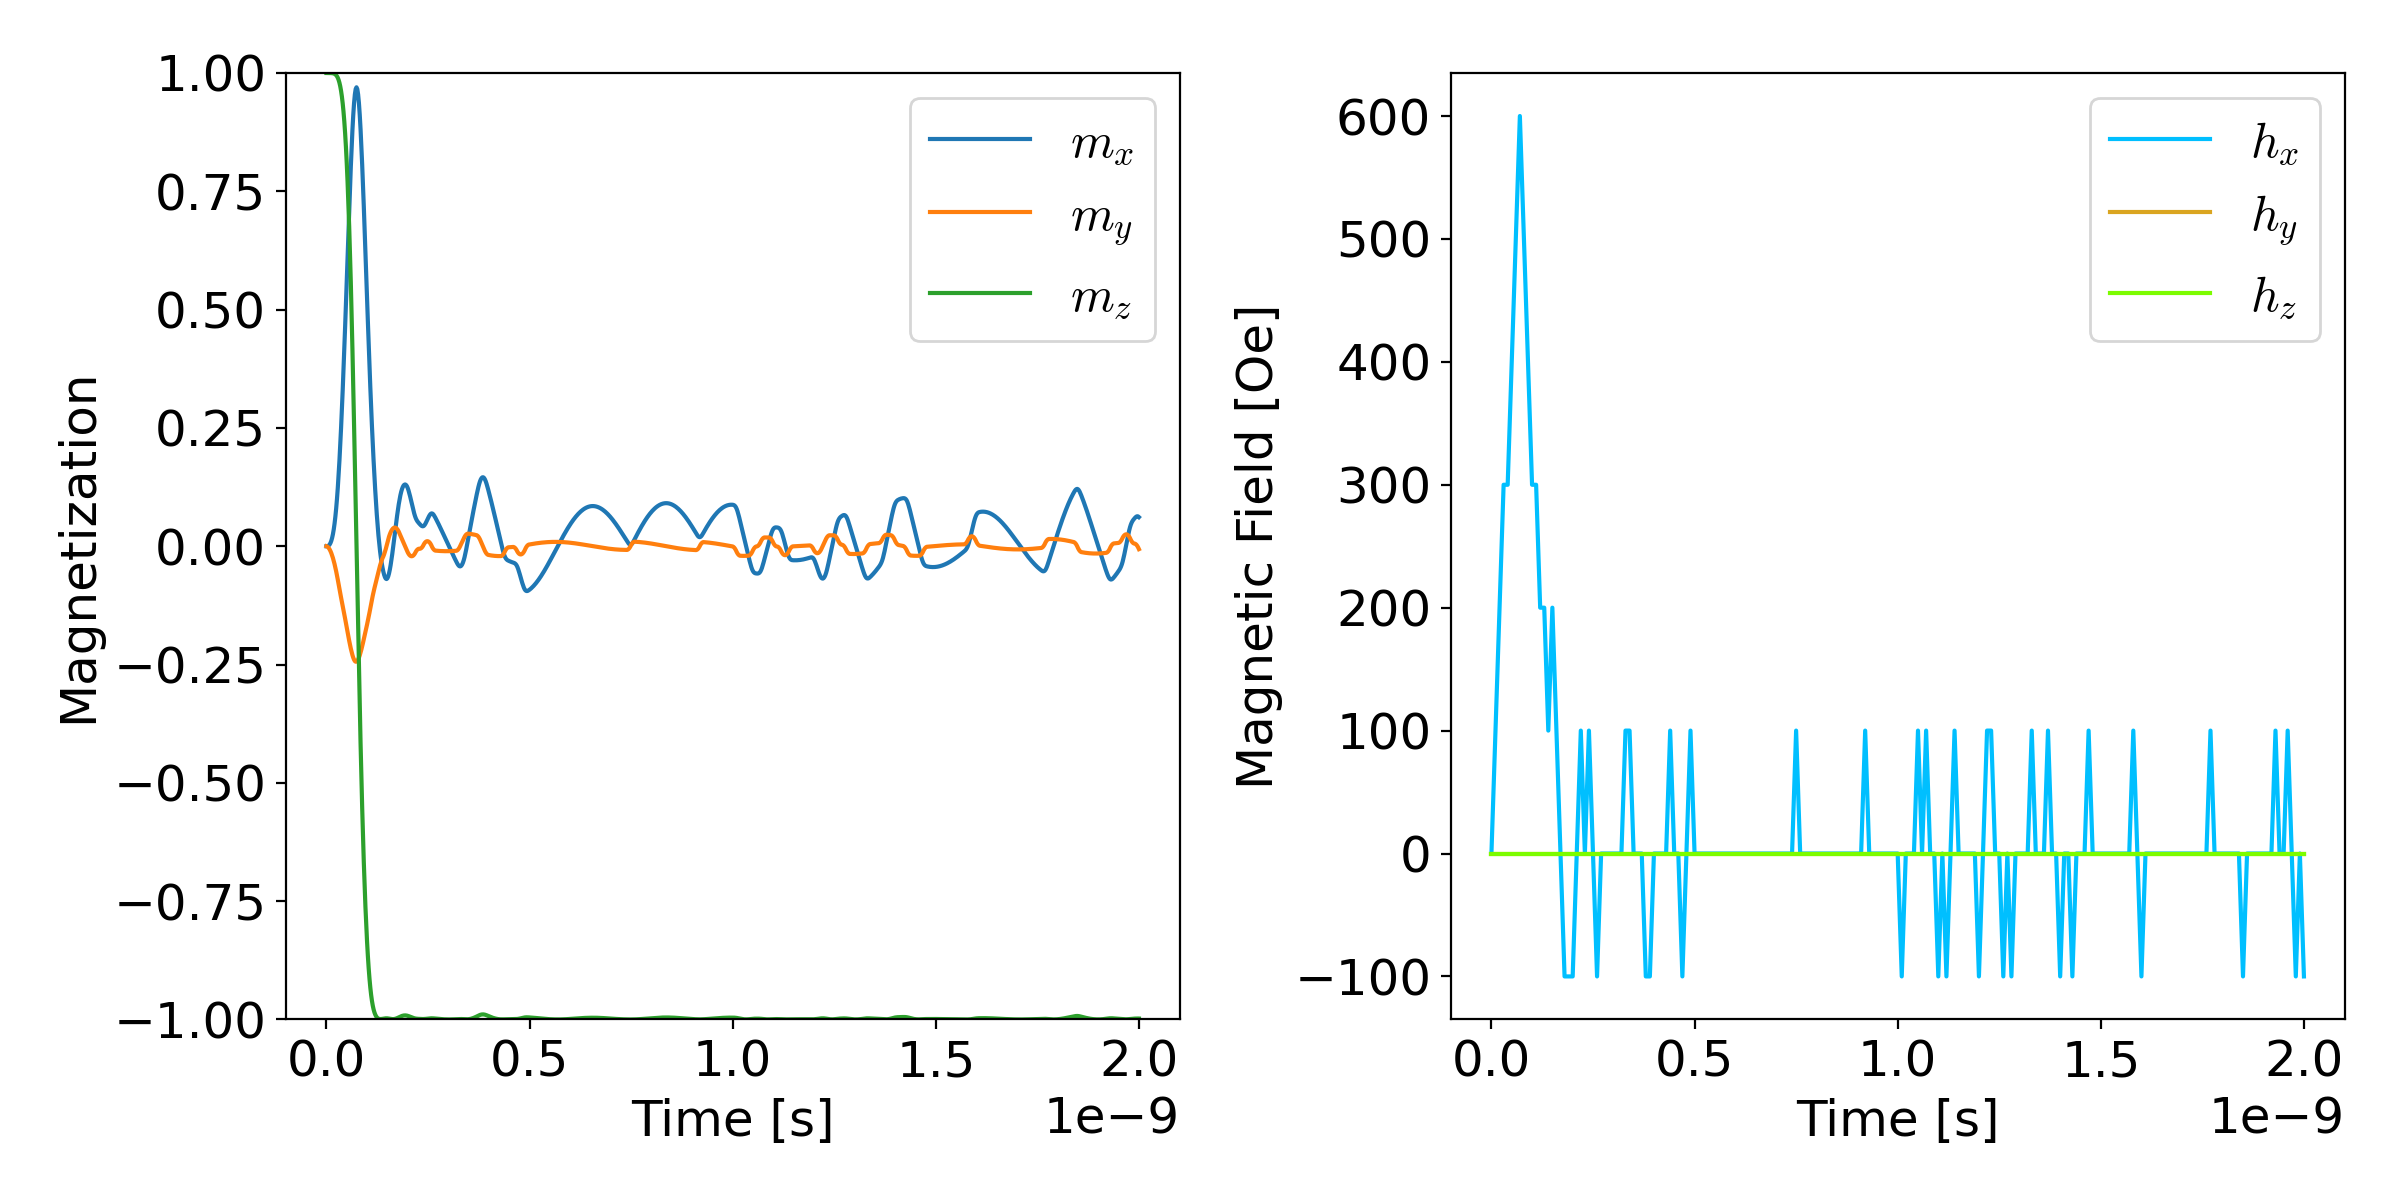 1.00
0.75
0.50
0.25
0.00
−0.25
−0.50
−0.75
−1.00
Magnetization
0.0 0.5 1.0 1.5 2.0
Time [s]
1e−9
m_x
m_y
m_z
600
500
400
300
200
100
0
−100
Magnetic Field [Oe]
0.0 0.5 1.0 1.5 2.0
Time [s]
1e−9
h_x
h_y
h_z